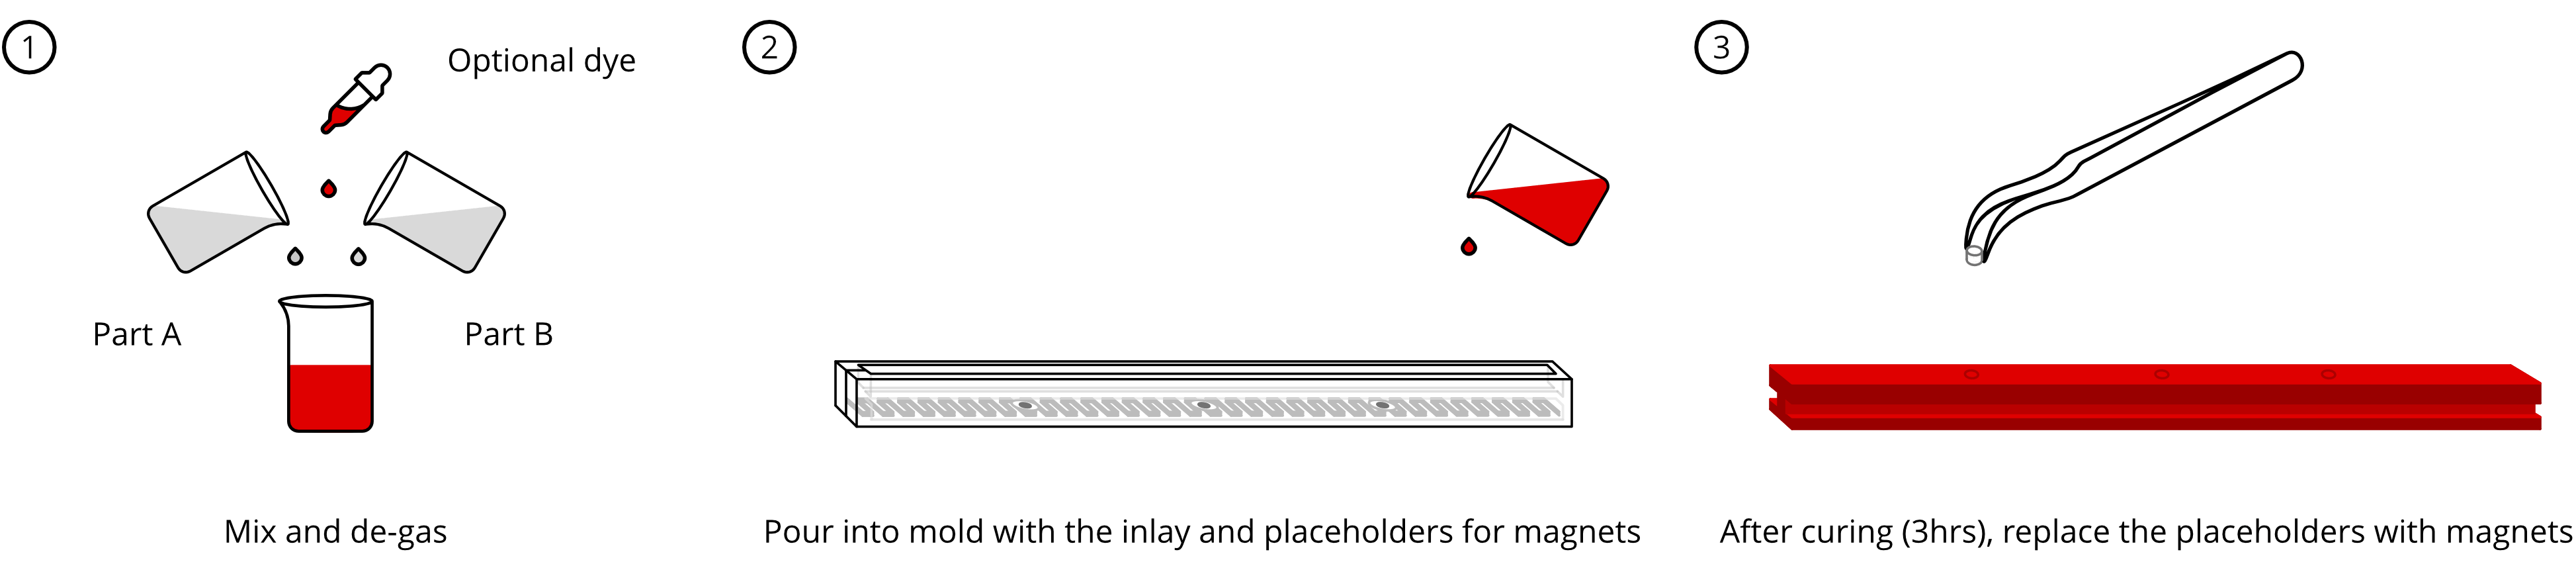 1
Optional dye
Part A
Part B
Mix and de-gas
2
Pour into mold with the inlay and placeholders for magnets
3
After curing (3hrs), replace the placeholders with magnets